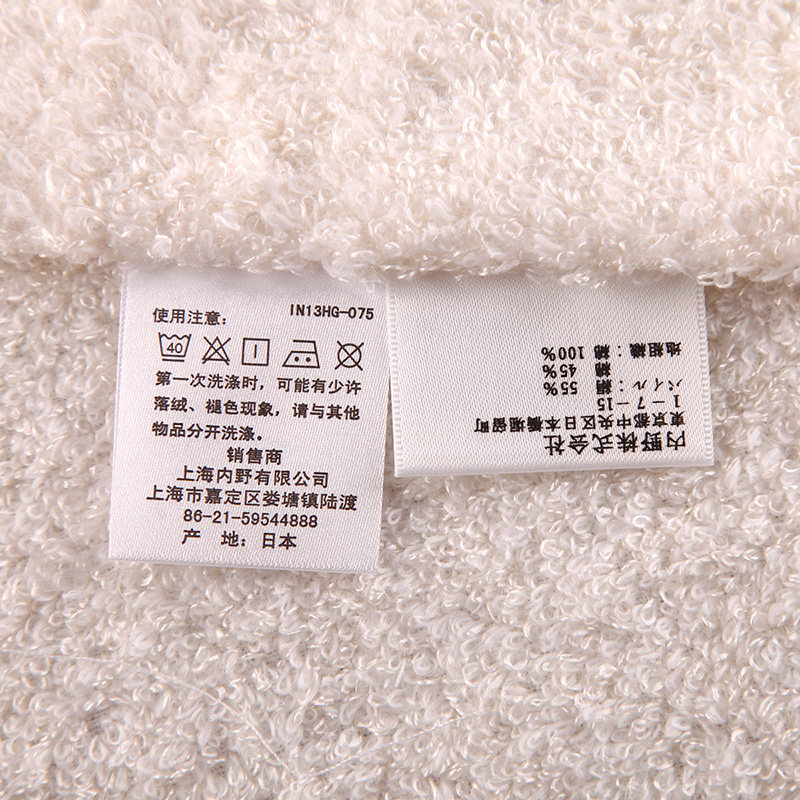 使用注意: IN13HG-075
40
第一次洗涤时，可能有少许
落绒、褪色现象，请与其他
物品分开洗涤。
销售商
上海内野有限公司
上海市嘉定区娄塘镇陆渡
86-21-59544888
产 地:日本
内野株式会社
東京都中央区日本橋堀留町
1-7-15
パイル:絹 55%
綿 45%
地組織:綿 100%